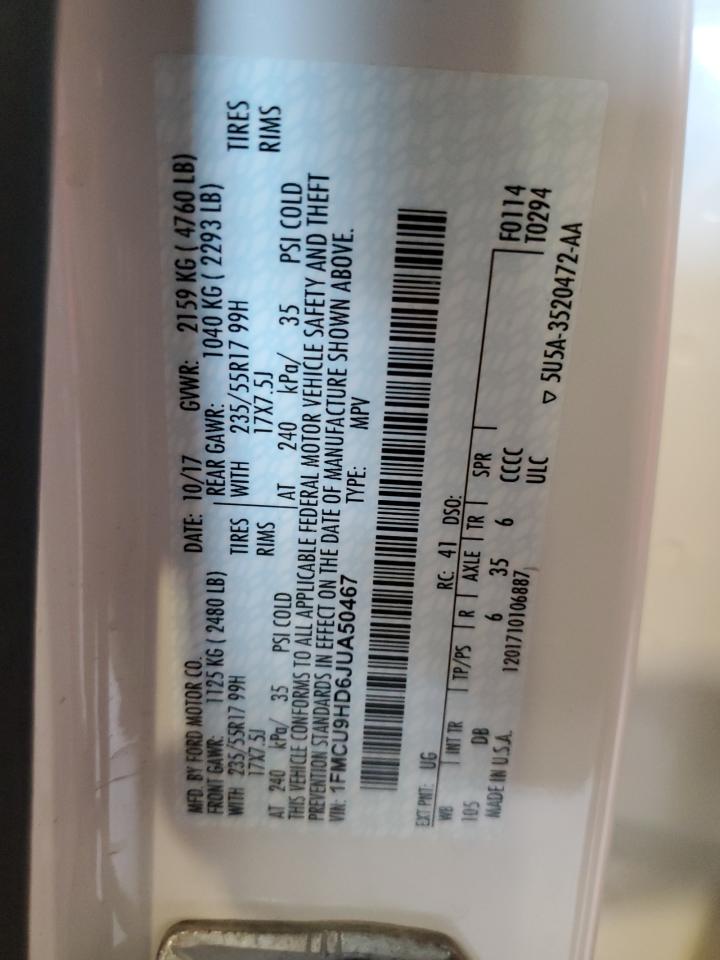 MFD. BY FORD MOTOR CO.
DATE: 10/17 GVWR: 2159 KG ( 4760 LB)
FRONT GAWR: 1125 KG ( 2480 LB)
REAR GAWR: 1040 KG ( 2293 LB)
WITH 235/55R17 99H TIRES
WITH 235/55R17 99H TIRES
17X7.5J RIMS
17X7.5J RIMS
AT 240 kPa/ 35 PSI COLD
AT 240 kPa/ 35 PSI COLD
THIS VEHICLE CONFORMS TO ALL APPLICABLE FEDERAL MOTOR VEHICLE SAFETY AND THEFT
PREVENTION STANDARDS IN EFFECT ON THE DATE OF MANUFACTURE SHOWN ABOVE.
VIN: 1FMCU9HD6JUA50467 TYPE: MPV
EXT PNT: UG RC: 41 DSO:
WB INT TR TP/PS R AXLE TR SPR
105 DB 6 35 6 CCCC
F0114
T0294
MADE IN U.S.A. 1201710106887 ULC
▽ 5U5A-3520472-AA